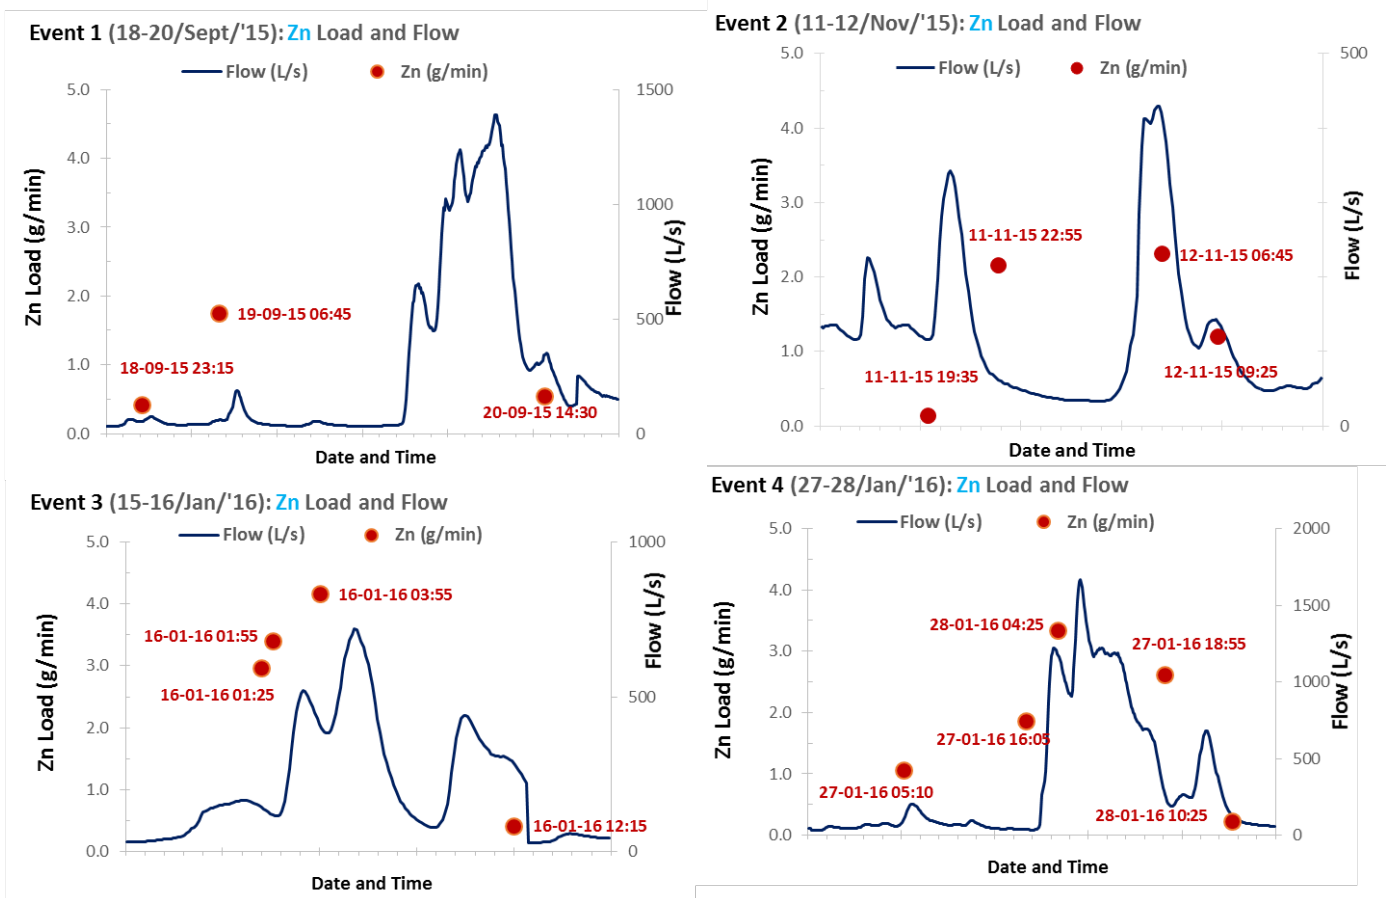 Event 1 (18-20/Sept/'15): Zn Load and Flow
Flow (L/s)
Zn (g/min)
5.0
4.0
3.0
2.0
1.0
0.0
1500
1000
500
0
Zn Load (g/min)
Flow (L/s)
18-09-15 23:15
19-09-15 06:45
20-09-15 14:30
Date and Time
Event 2 (11-12/Nov/'15): Zn Load and Flow
Flow (L/s)
Zn (g/min)
5.0
4.0
3.0
2.0
1.0
0.0
500
0
Zn Load (g/min)
Flow (L/s)
11-11-15 22:55
12-11-15 06:45
11-11-15 19:35
12-11-15 09:25
Date and Time
Event 3 (15-16/Jan/'16): Zn Load and Flow
Flow (L/s)
Zn (g/min)
5.0
4.0
3.0
2.0
1.0
0.0
1000
500
0
Zn Load (g/min)
Flow (L/s)
16-01-16 03:55
16-01-16 01:55
16-01-16 01:25
16-01-16 12:15
Date and Time
Event 4 (27-28/Jan/'16): Zn Load and Flow
Flow (L/s)
Zn (g/min)
5.0
4.0
3.0
2.0
1.0
0.0
2000
1500
1000
500
0
Zn Load (g/min)
Flow (L/s)
28-01-16 04:25
27-01-16 18:55
27-01-16 16:05
27-01-16 05:10
28-01-16 10:25
Date and Time